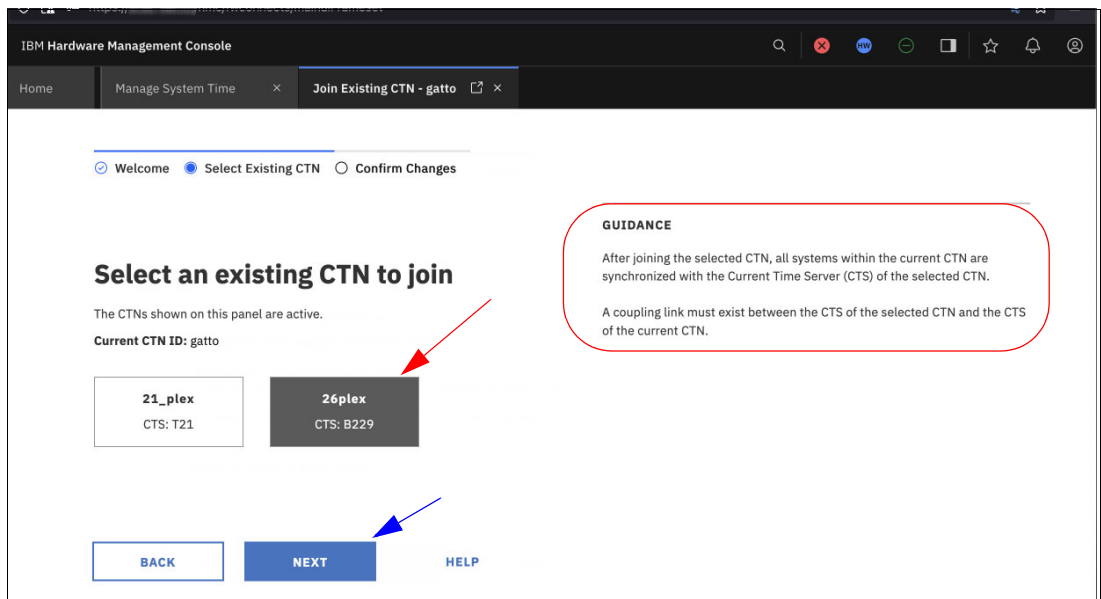 IBM Hardware Management Console
HW
Home
Manage System Time
Join Existing CTN - gatto
Welcome
Select Existing CTN
Confirm Changes
GUIDANCE
After joining the selected CTN, all systems within the current CTN are
synchronized with the Current Time Server (CTS) of the selected CTN.
A coupling link must exist between the CTS of the selected CTN and the CTS
of the current CTN.
Select an existing CTN to join
The CTNs shown on this panel are active.
Current CTN ID: gatto
21_plex
CTS: T21
26plex
CTS: B229
BACK
NEXT
HELP